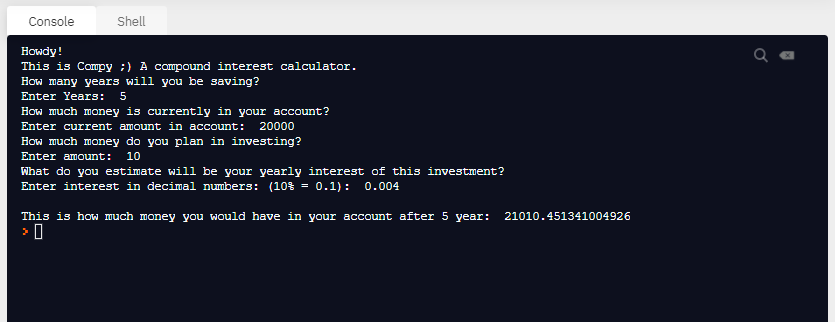 Console Shell
Howdy!
This is Compy ;) A compound interest calculator.
How many years will you be saving?
Enter Years:  5
How much money is currently in your account?
Enter current amount in account:  20000
How much money do you plan in investing?
Enter amount:  10
What do you estimate will be your yearly interest of this investment?
Enter interest in decimal numbers: (10% = 0.1):  0.004
This is how much money you would have in your account after 5 year:  21010.451341004926
>